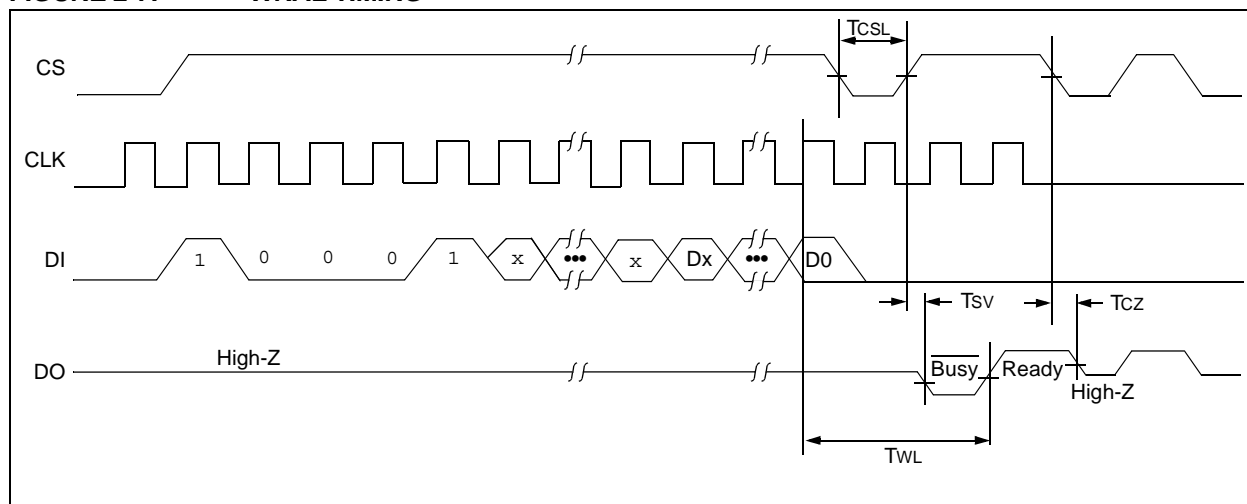 TCSL
CS
CLK
DI 1 0 0 0 1 x ••• x Dx ••• D0
TSV TCZ
High-Z Busy Ready
DO
High-Z
TWL